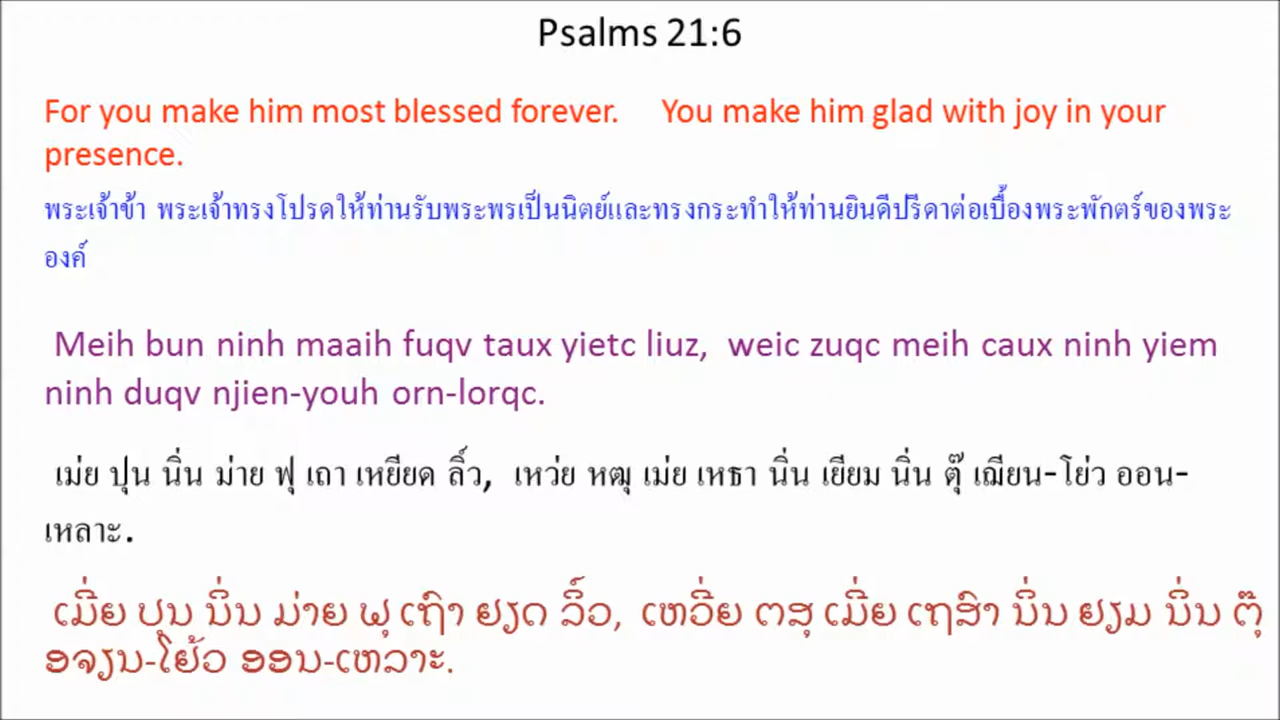 Psalms 21:6
For you make him most blessed forever. You make him glad with joy in your
presence.
พระเจ้าข้า พระเจ้าทรงโปรดให้ท่านรับพระพรเป็นนิตย์และทรงกระทำให้ท่านยินดีปรีดาต่อเบื้องพระพักตร์ของพระ
องค์
Meih bun ninh maaih fuqv taux yietc liuz, weic zuqc meih caux ninh yiem
ninh duqv njien-youh orn-lorqc.
เม่ย ปุน นิ่น ม่าย ฟุ เถา เหยียด ลิ์ว, เหว่ย หฒุ เม่ย เหธา นิ่น เยียม นิ่น ตุ๊ เฌียน-โย่ว ออน-
เหลาะ.
ເມີ່ຍ ປຸນ ນິ່ນ ມ່າຍ ຟຸ ເຖົາ ຢຽດ ລິ໌ວ, ເຫວີ່ຍ ຕສຸ ເມີ່ຍ ເຖສົາ ນິ່ນ ຢຽມ ນິ່ນ ຕຸ໊
ອຈຽນ-ໂຢ້ວ ອອນ-ເຫລາະ.